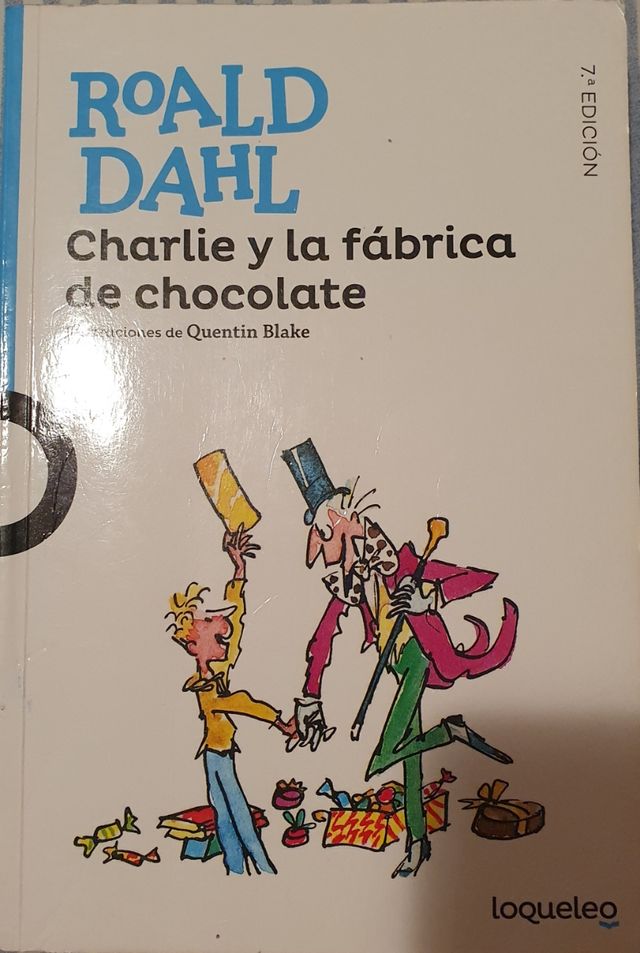 ROALD
DAHL
Charlie y la fábrica
de chocolate
de Quentin Blake
7.ª EDICIÓN
loqueleo